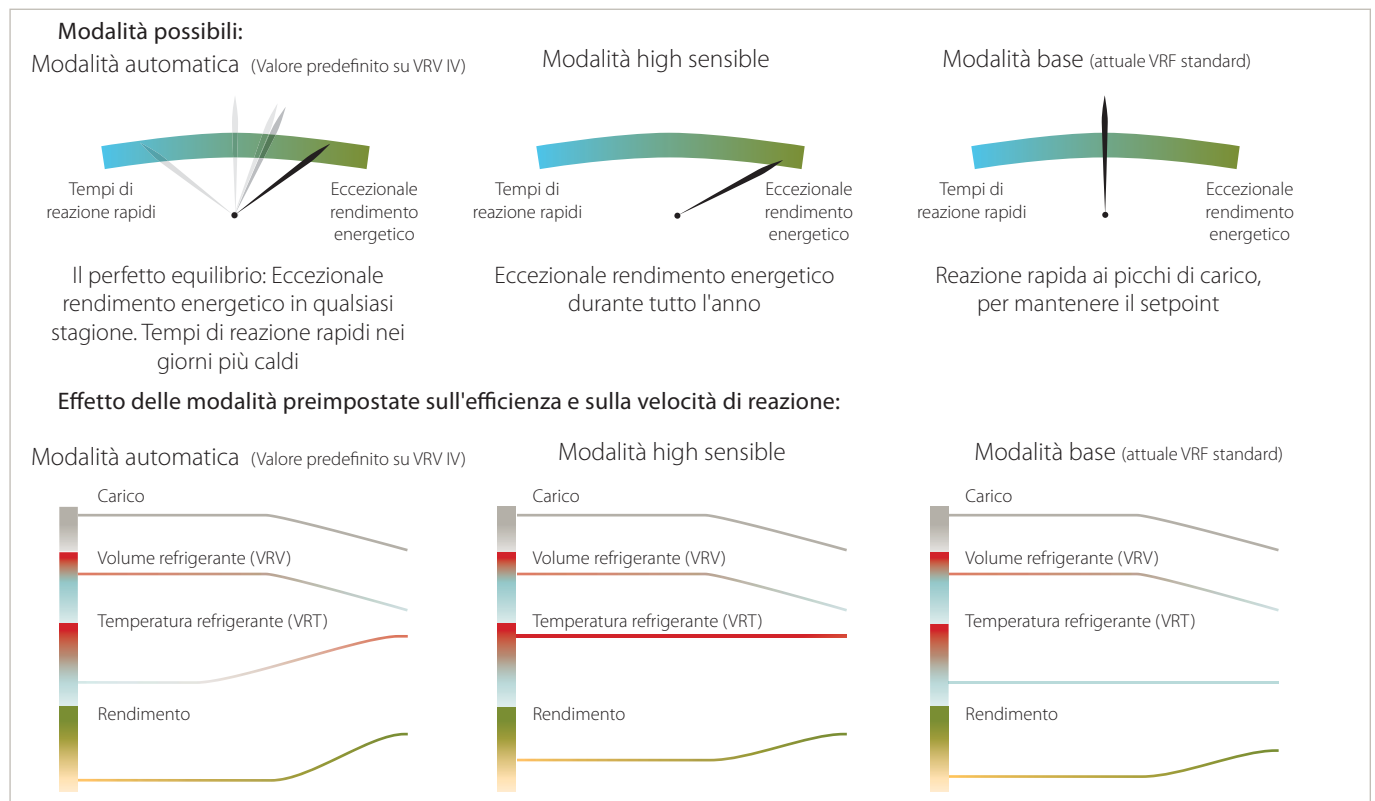 Modalità possibili:
Modalità automatica (Valore predefinito su VRV IV)
Tempi di
reazione rapidi
Eccezionale
rendimento
energetico
Il perfetto equilibrio: Eccezionale
rendimento energetico in qualsiasi
stagione. Tempi di reazione rapidi nei
giorni più caldi
Modalità high sensible
Tempi di
reazione rapidi
Eccezionale
rendimento
energetico
Eccezionale rendimento energetico
durante tutto l'anno
Modalità base (attuale VRF standard)
Tempi di
reazione rapidi
Eccezionale
rendimento
energetico
Reazione rapida ai picchi di carico,
per mantenere il setpoint
Effetto delle modalità preimpostate sull'efficienza e sulla velocità di reazione:
Modalità automatica (Valore predefinito su VRV IV)
Carico
Volume refrigerante (VRV)
Temperatura refrigerante (VRT)
Rendimento
Modalità high sensible
Carico
Volume refrigerante (VRV)
Temperatura refrigerante (VRT)
Rendimento
Modalità base (attuale VRF standard)
Carico
Volume refrigerante (VRV)
Temperatura refrigerante (VRT)
Rendimento